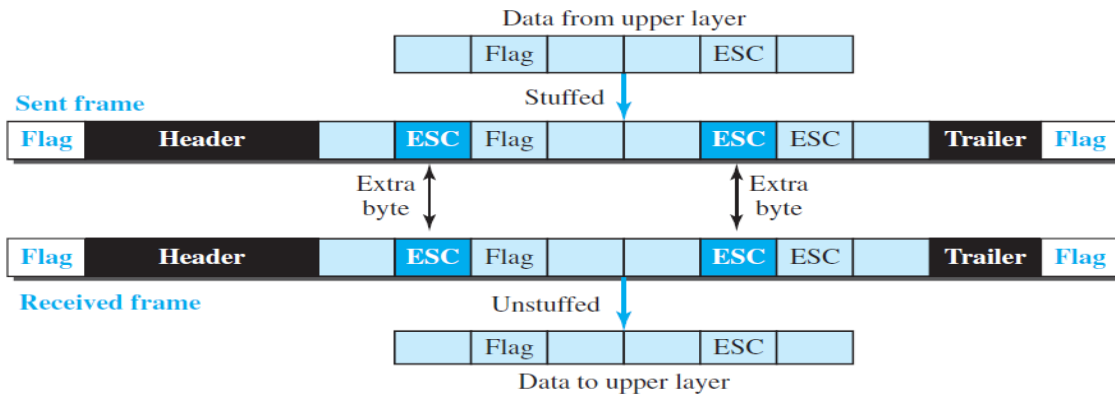 Data from upper layer
Flag ESC
Stuffed
Sent frame
Flag Header ESC Flag ESC ESC Trailer Flag
Extra Extra
byte byte
Flag Header ESC Flag ESC ESC Trailer Flag
Received frame
Unstuffed
Flag ESC
Data to upper layer